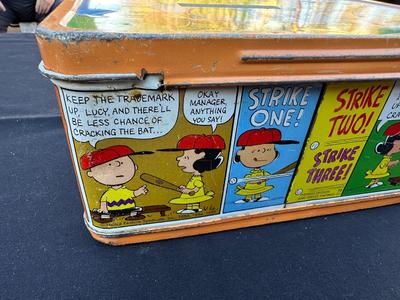 KEEP THE TRADEMARK
UP, LUCY, AND THERE'LL
BE LESS CHANCE OF
CRACKING THE BAT...
OKAY
MANAGER,
ANYTHING
YOU SAY!
STRIKE
ONE!
STRIKE
TWO!
STRIKE
THREE!